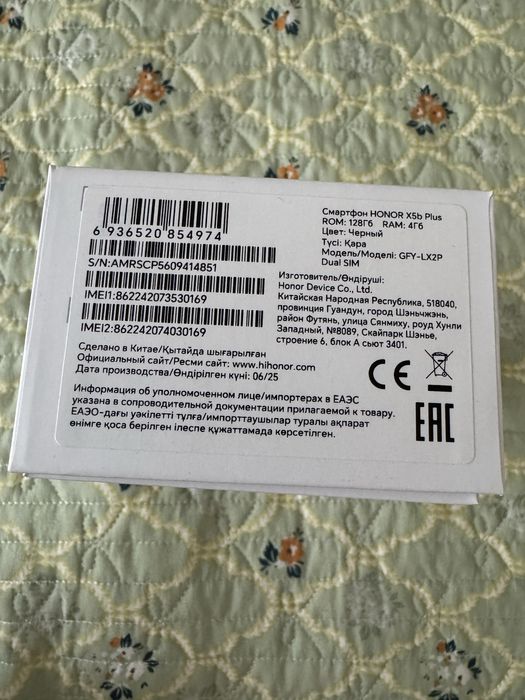 6 936520 854974
S/N:AMRSCP5609414851
IMEI1:862242073530169
IMEI2:862242074030169
Смартфон HONOR X5b Plus
ROM: 128Гб RAM: 4Гб
Цвет: Черный
Түсі: Қара
Модель/Моделі: GFY-LX2P
Dual SIM
Изготовитель/Өндіруші:
Honor Device Co., Ltd.
Китайская Народная Республика, 518040,
провинция Гуандун, город Шэньчжэнь,
район Футянь, улица Сянмиху, роуд Хунли
Западный, №8089, Скайпарк Шэнье,
строение 6, блок А сьют 3401.
Сделано в Китае/Қытайда шығарылған
Официальный сайт/Ресми сайт: www.hihonor.com
Дата производства/Өндірілген күні: 06/25
CE
EAC
Информация об уполномоченном лице/импортерах в ЕАЭС
указана в сопроводительной документации прилагаемой к товару.
ЕАЭО-дағы уәкілетті тұлға/импорттаушылар туралы ақпарат
өнімге қоса берілген ілеспе құжаттамада көрсетілген.